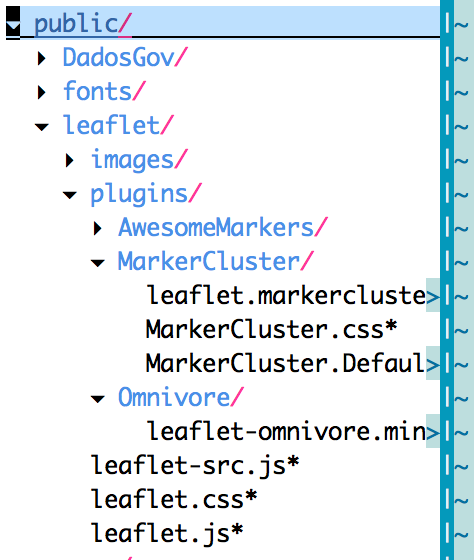 ▾ public/ |~
▸ DadosGov/ |~
▸ fonts/ |~
▾ leaflet/ |~
▸ images/ |~
▾ plugins/ |~
▸ AwesomeMarkers/ |~
▾ MarkerCluster/ |~
leaflet.markercluste>|~
MarkerCluster.css* |~
MarkerCluster.Defaul>|~
▾ Omnivore/ |~
leaflet-omnivore.min>|~
leaflet-src.js* |~
leaflet.css* |~
leaflet.js* |~